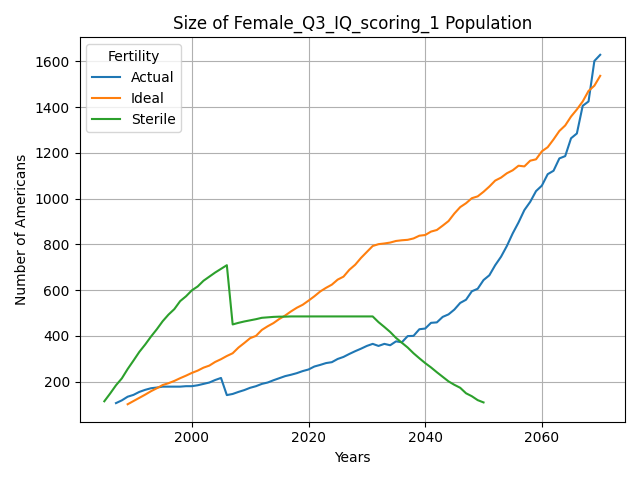 Size of Female_Q3_IQ_scoring_1 Population
Fertility
Actual
Ideal
Sterile
Number of Americans
1600
1400
1200
1000
800
600
400
200
2000
2020
2040
2060
Years